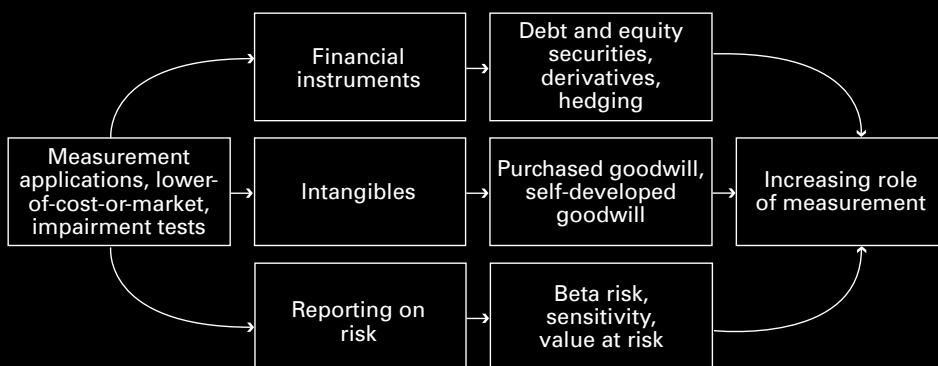 Financial
instruments
Debt and equity
securities,
derivatives,
hedging
Measurement
applications, lower-
of-cost-or-market,
impairment tests
Intangibles
Purchased goodwill,
self-developed
goodwill
Increasing role
of measurement
Reporting on
risk
Beta risk,
sensitivity,
value at risk